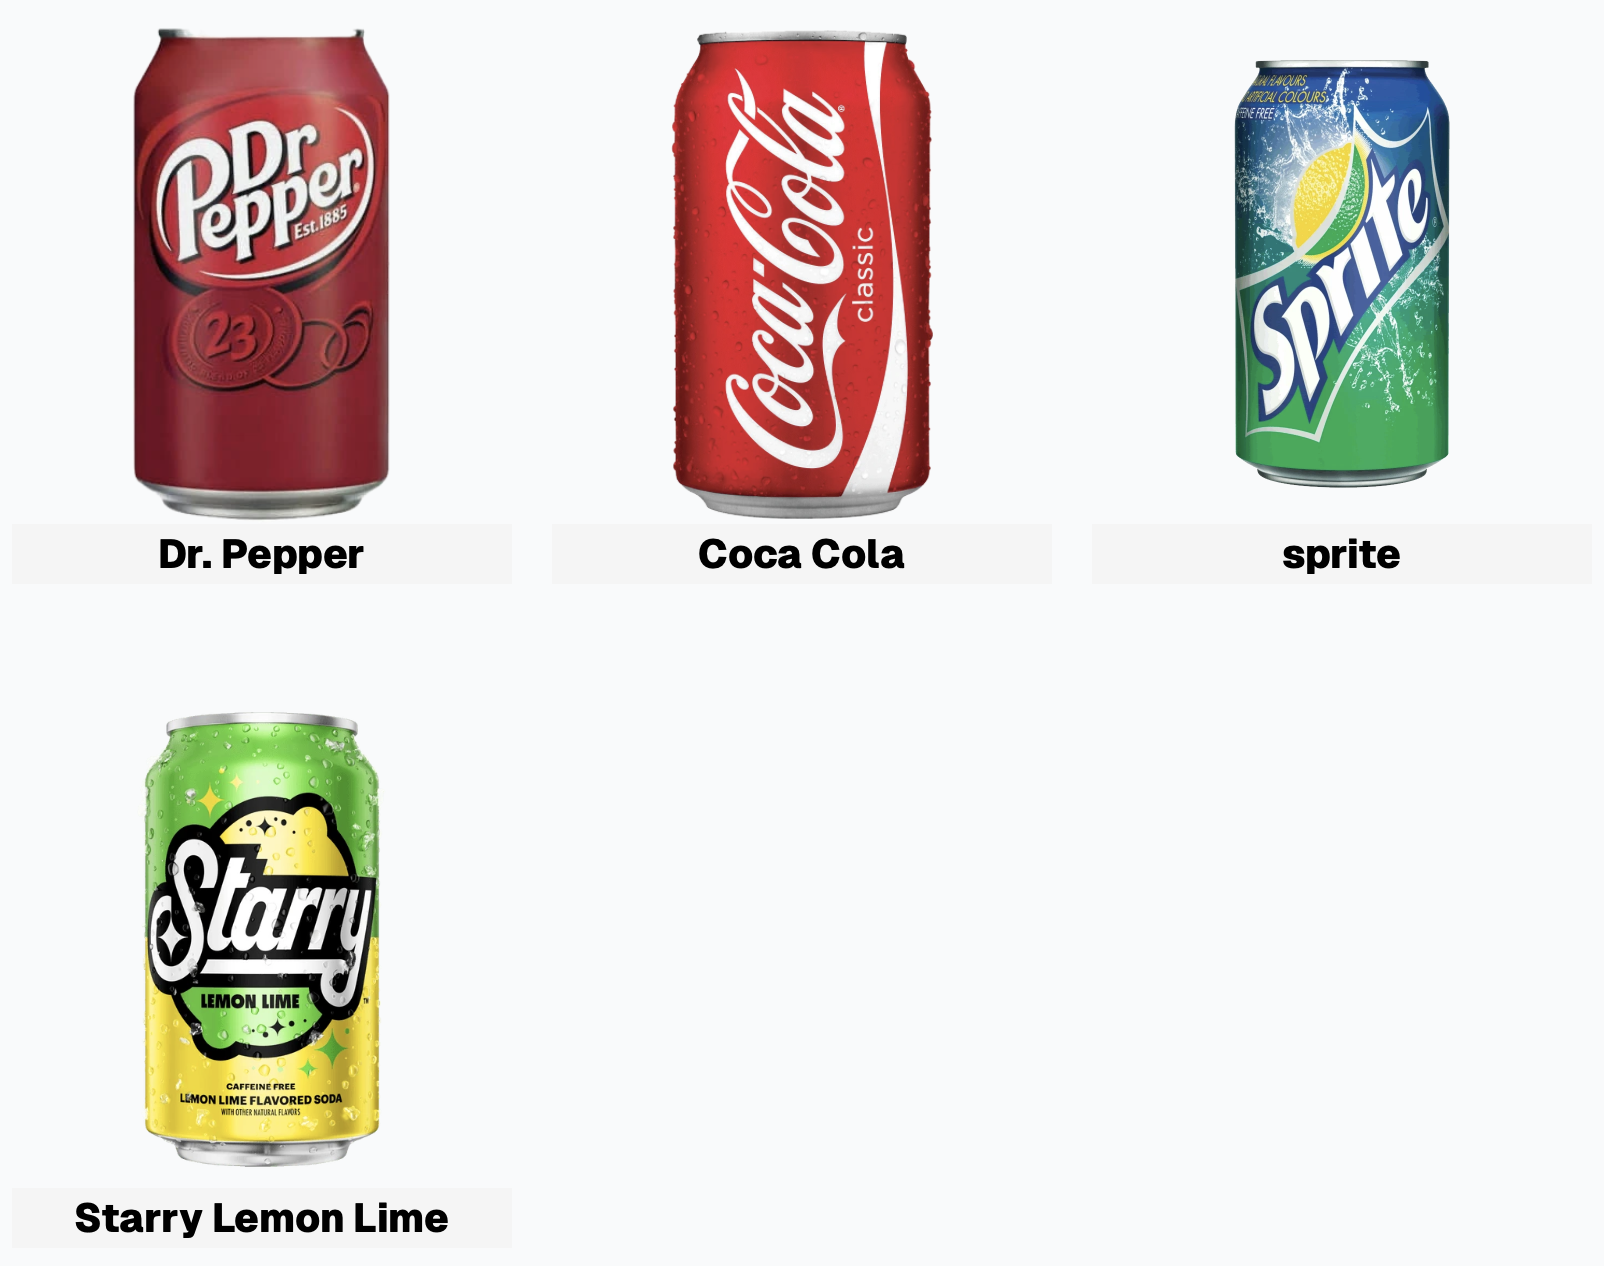 Dr
Pepper
Est.1885
23
Coca-Cola
classic
FLAVOURS
ARTIFICIAL COLOURS
FREE
Sprite
Dr. Pepper
Coca Cola
sprite
Starry
LEMON LIME
CAFFEINE FREE
LEMON LIME FLAVORED SODA
WITH OTHER NATURAL FLAVORS
Starry Lemon Lime